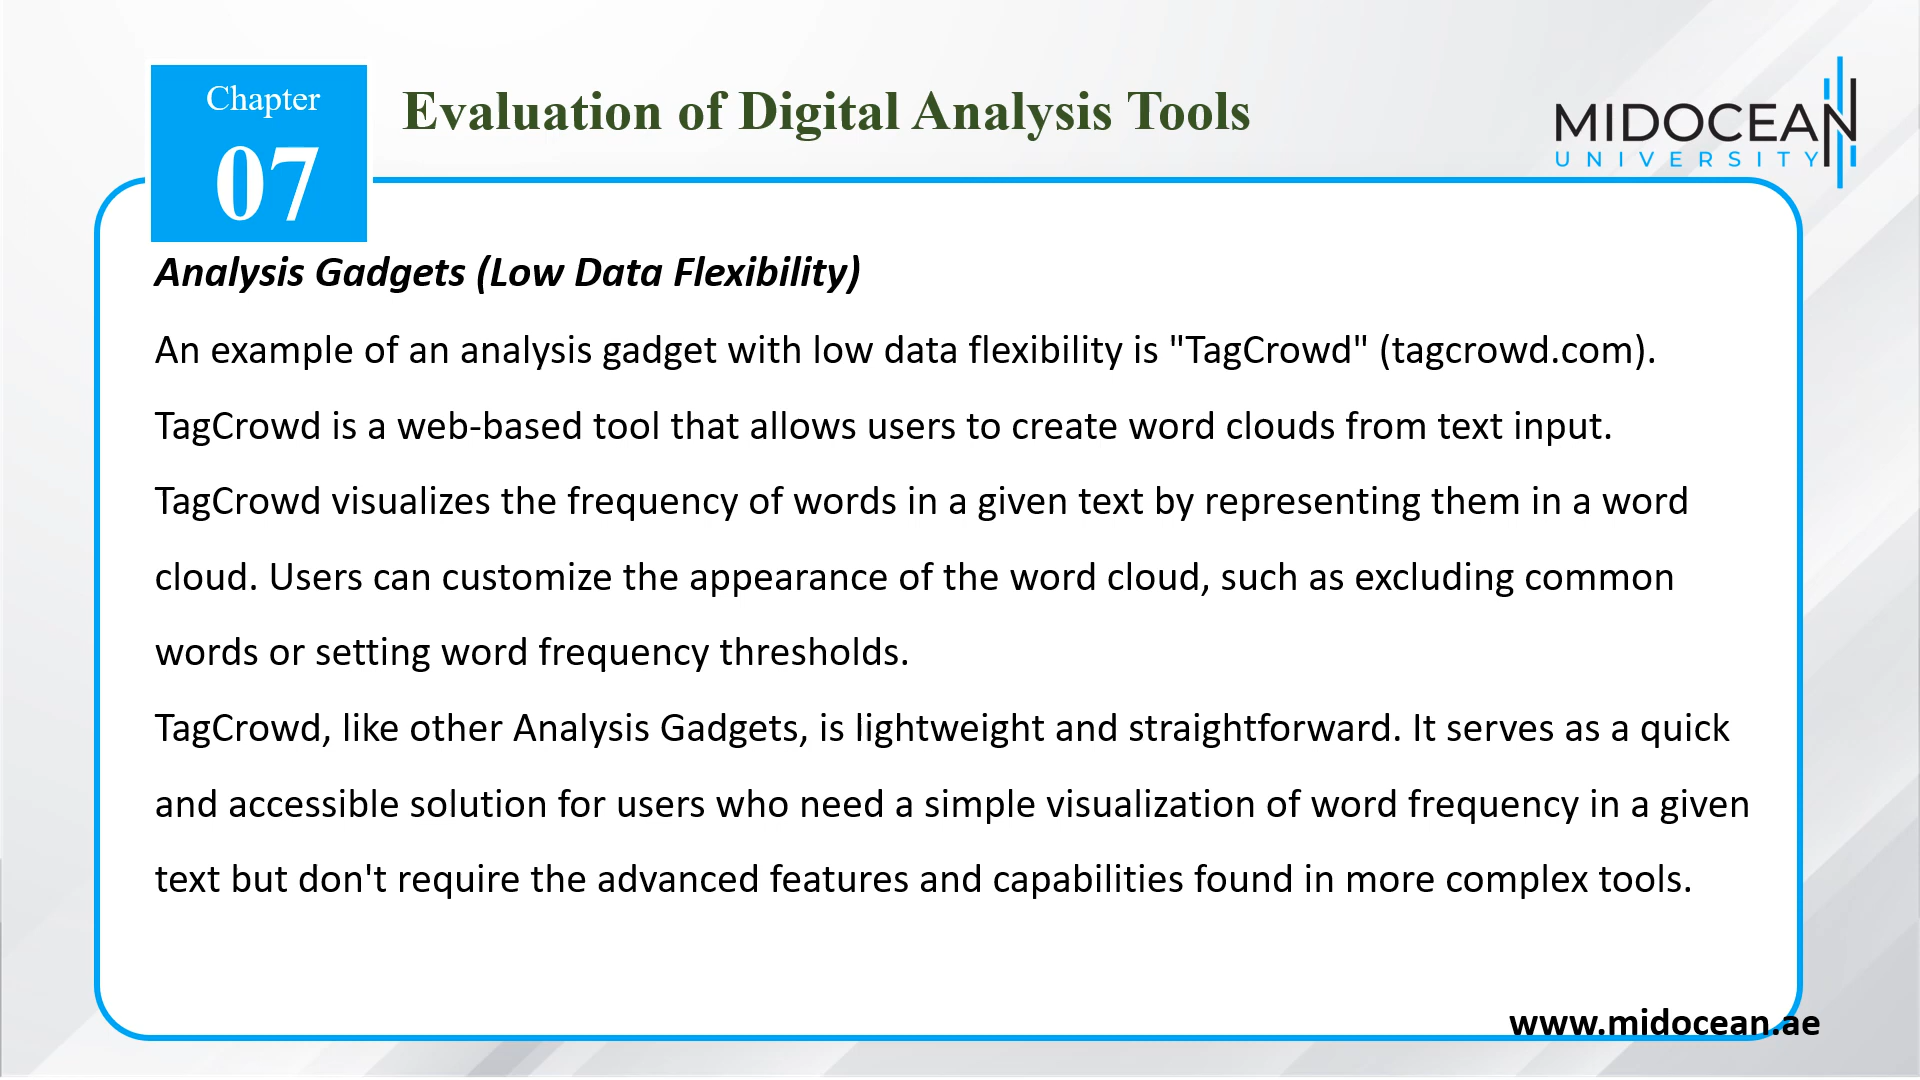 Chapter
07
Evaluation of Digital Analysis Tools
MIDOCEAN
UNIVERSITY
Analysis Gadgets (Low Data Flexibility)
An example of an analysis gadget with low data flexibility is "TagCrowd" (tagcrowd.com).
TagCrowd is a web-based tool that allows users to create word clouds from text input.
TagCrowd visualizes the frequency of words in a given text by representing them in a word
cloud. Users can customize the appearance of the word cloud, such as excluding common
words or setting word frequency thresholds.
TagCrowd, like other Analysis Gadgets, is lightweight and straightforward. It serves as a quick
and accessible solution for users who need a simple visualization of word frequency in a given
text but don't require the advanced features and capabilities found in more complex tools.
www.midocean.ae